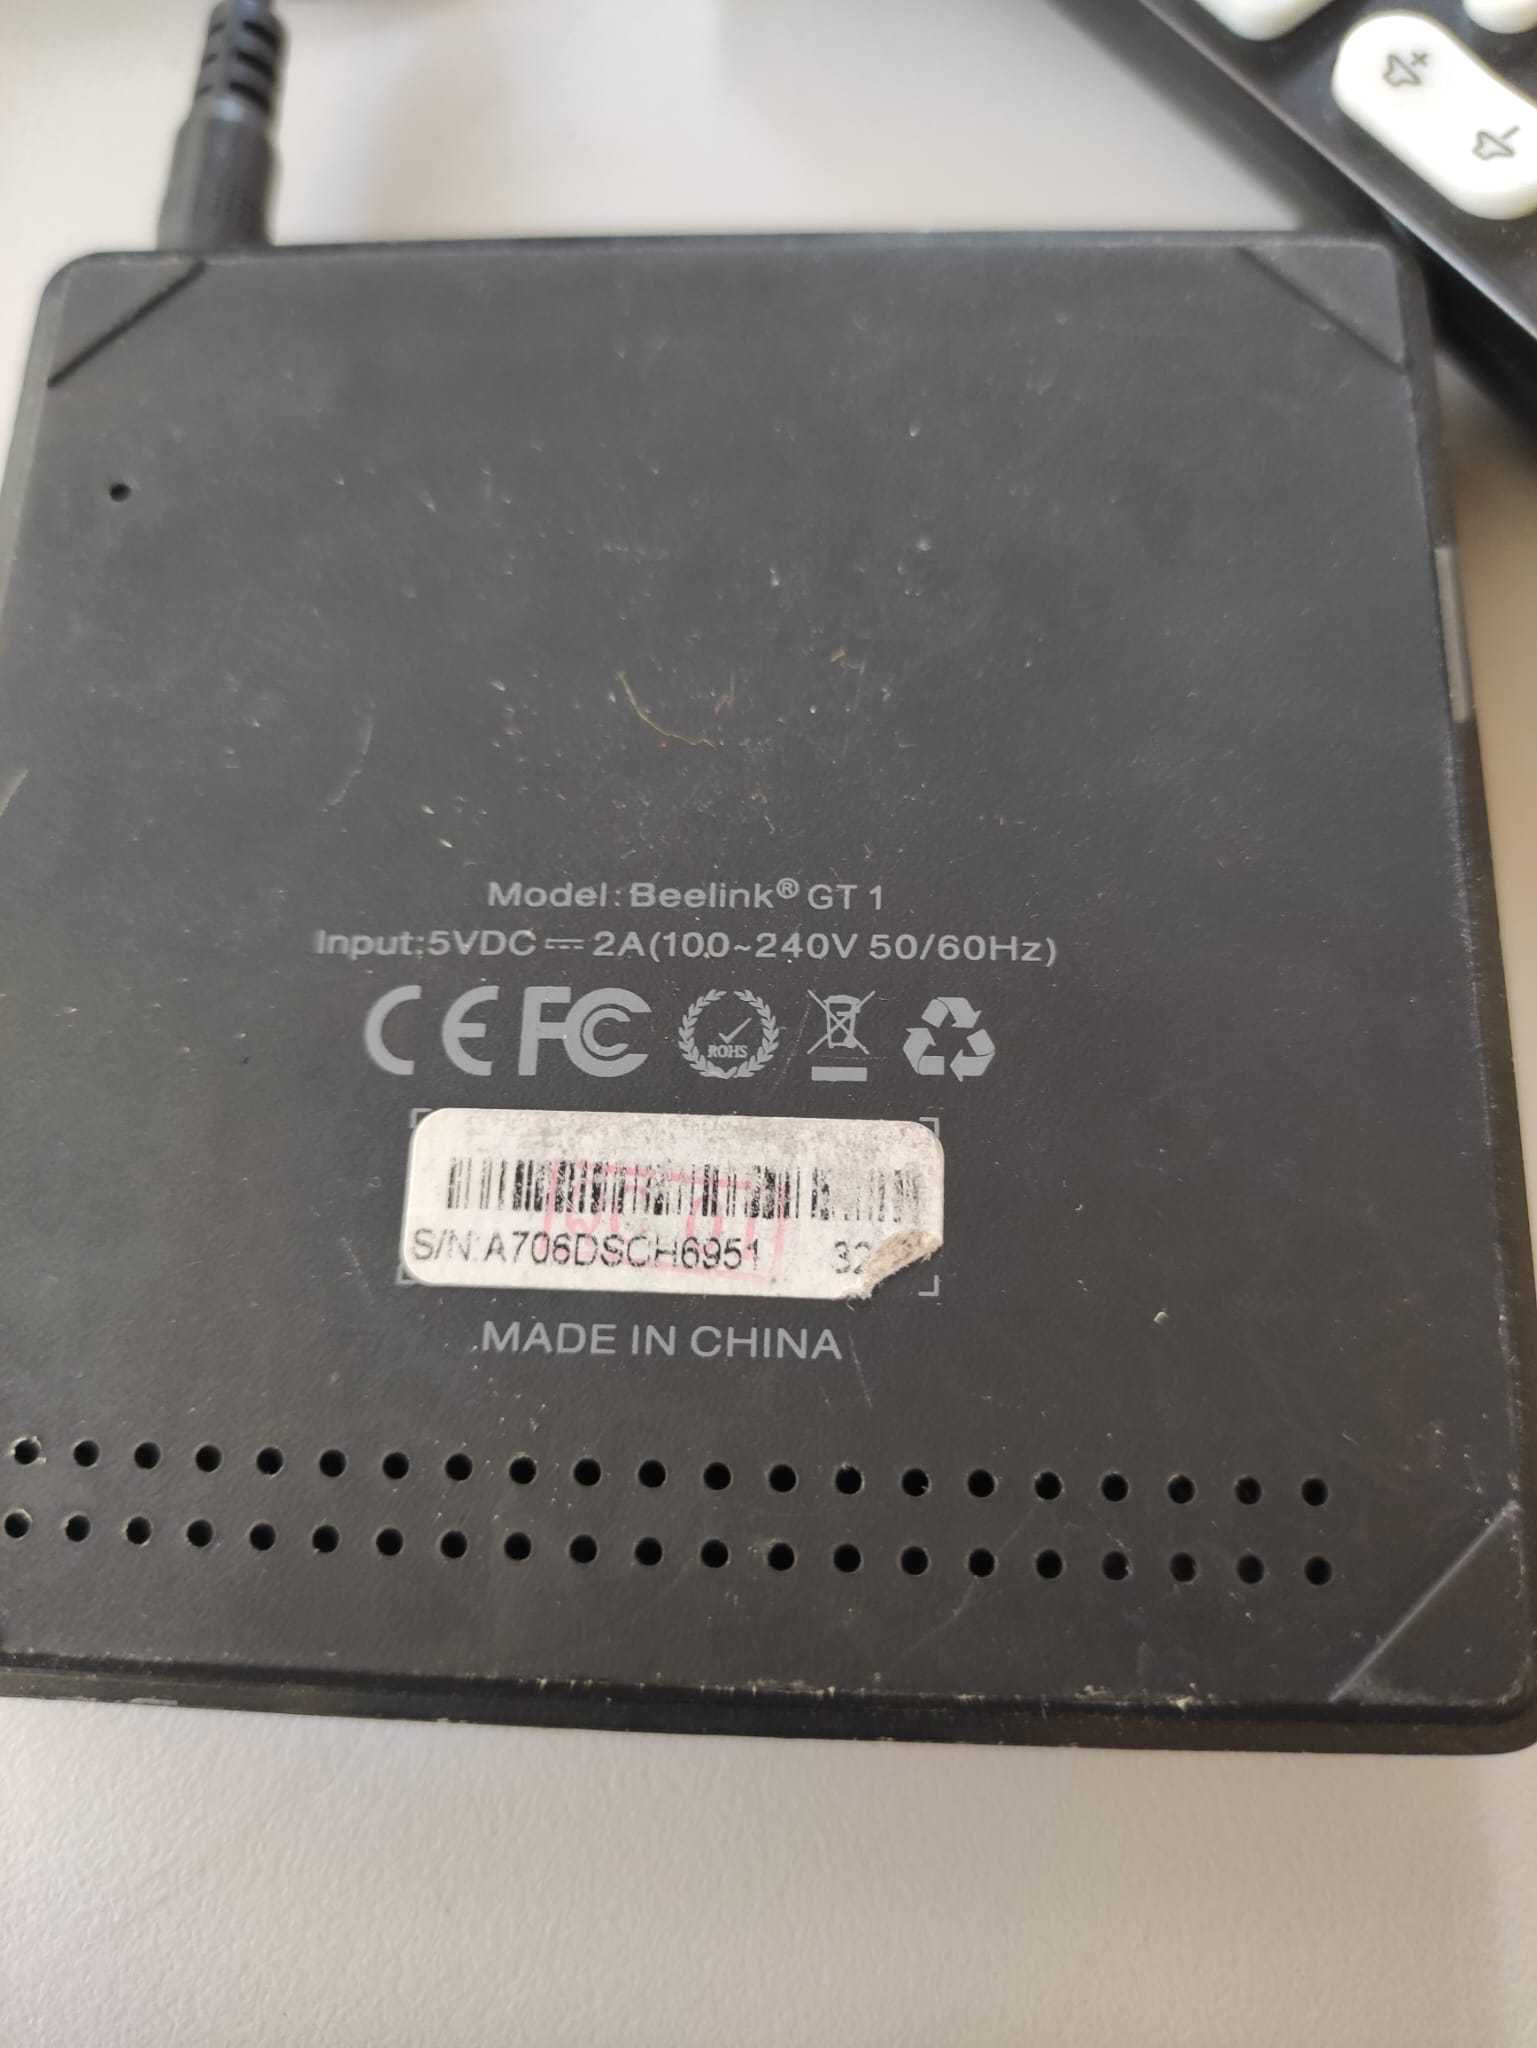 Model: Beelink® GT 1
Input:5VDC ⎓ 2A(100~240V 50/60Hz)
CE FC ROHS
S/N:A706DSCH6951 32
MADE IN CHINA